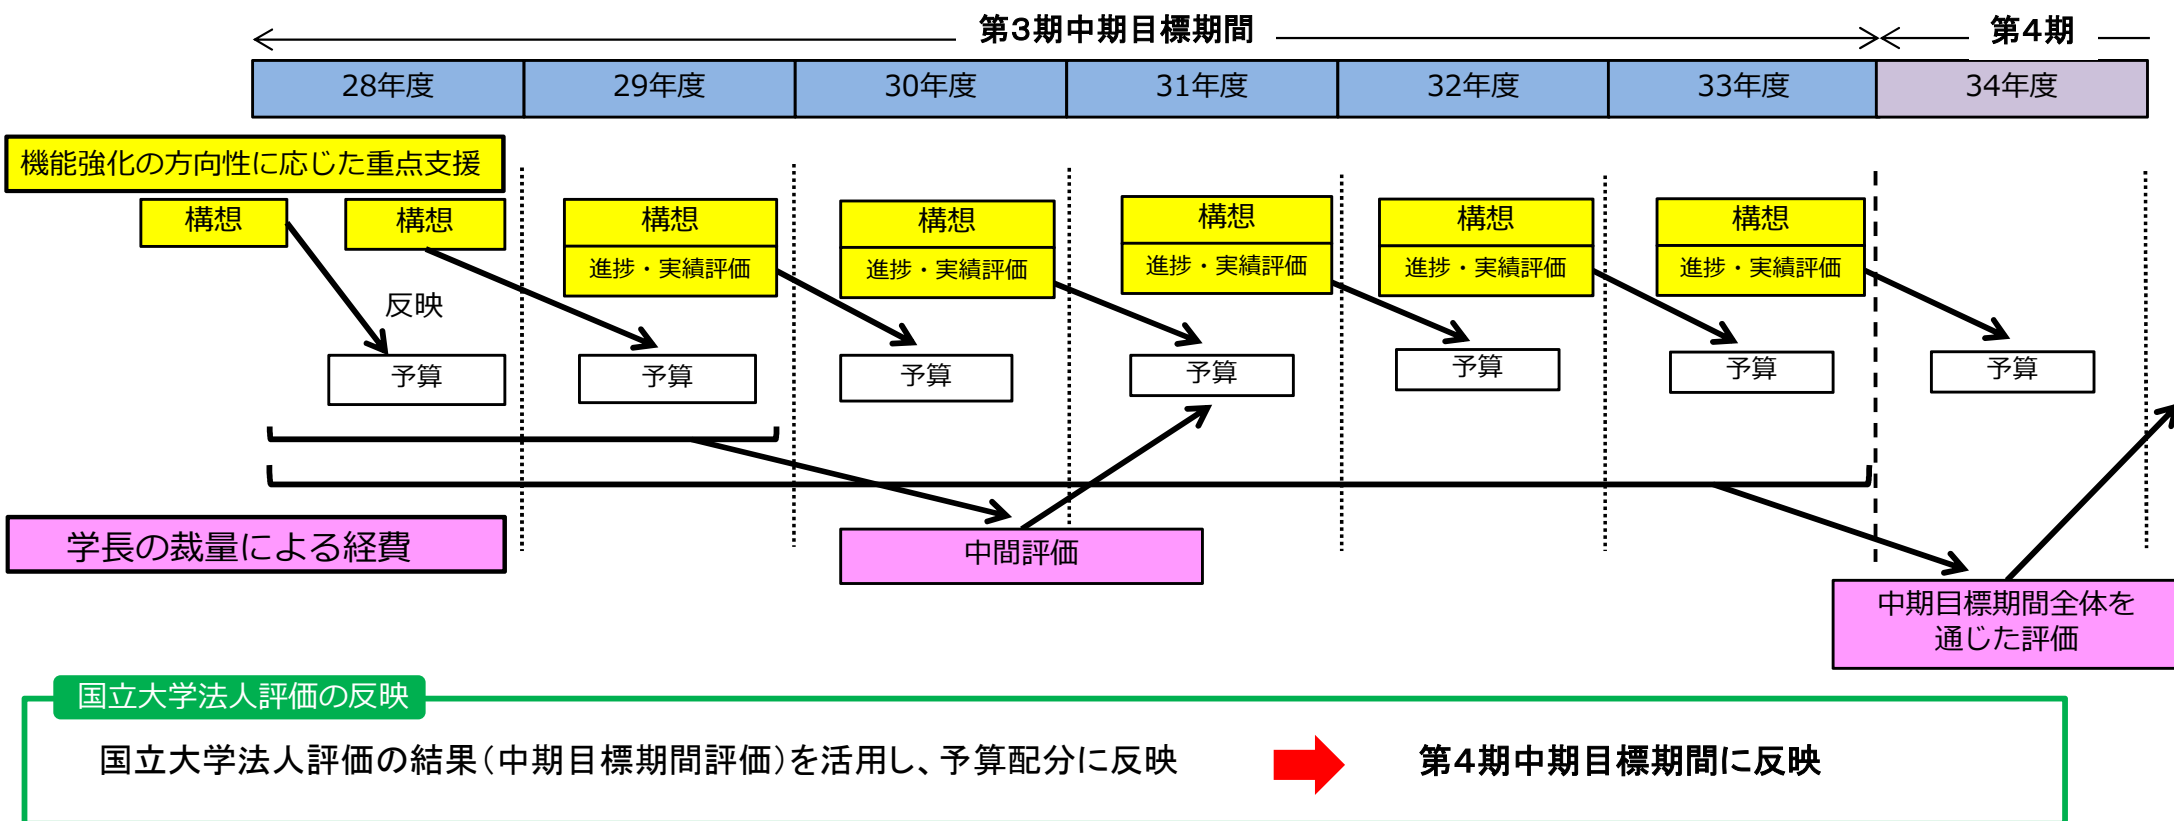 第3期中期目標期間
第4期
28年度
29年度
30年度
31年度
32年度
33年度
34年度
機能強化の方向性に応じた重点支援
構想
構想
構想
進捗・実績評価
構想
進捗・実績評価
構想
進捗・実績評価
構想
進捗・実績評価
構想
進捗・実績評価
反映
予算
予算
予算
予算
予算
予算
予算
学長の裁量による経費
中間評価
中期目標期間全体を
通じた評価
国立大学法人評価の反映
国立大学法人評価の結果(中期目標期間評価)を活用し、予算配分に反映
第4期中期目標期間に反映